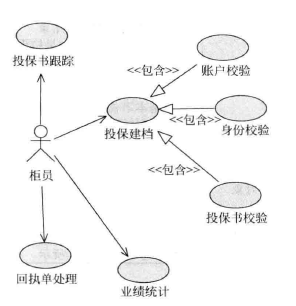 投保书跟踪
账户校验
<<包含>>
<<包含>>
投保建档
身份校验
柜员
<<包含>>
投保书校验
回执单处理
业绩统计